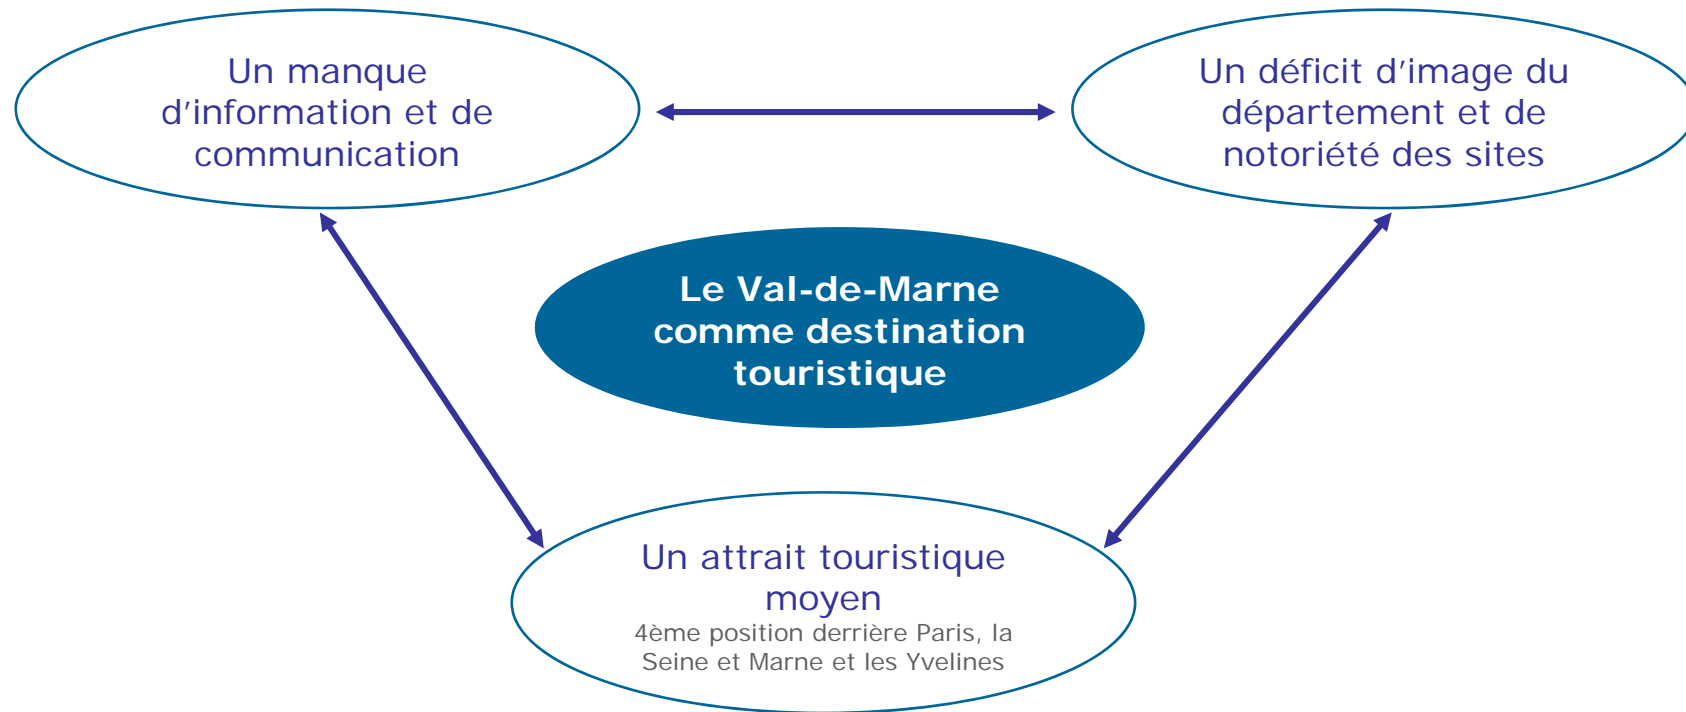 Un manque
d'information et de
communication
Un déficit d'image du
département et de
notoriété des sites
Le Val-de-Marne
comme destination
touristique
Un attrait touristique
moyen
4ème position derrière Paris, la
Seine et Marne et les Yvelines